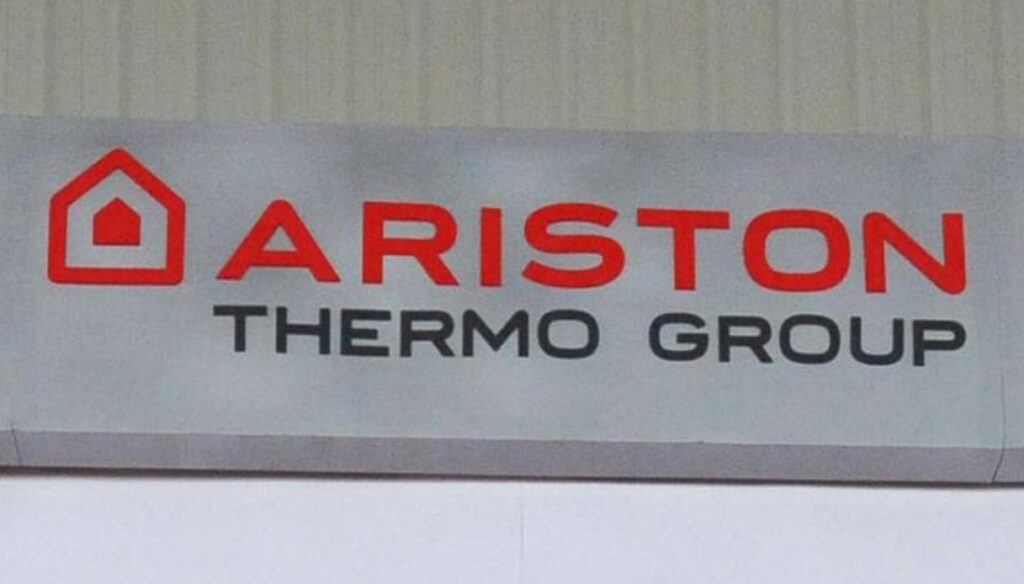 ARISTON
THERMO GROUP